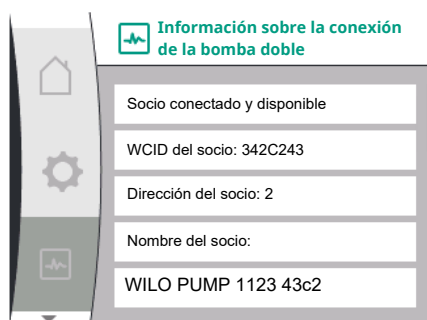 Información sobre la conexión
de la bomba doble
Socio conectado y disponible
WCID del socio: 342C243
Dirección del socio: 2
Nombre del socio:
WILO PUMP 1123 43c2